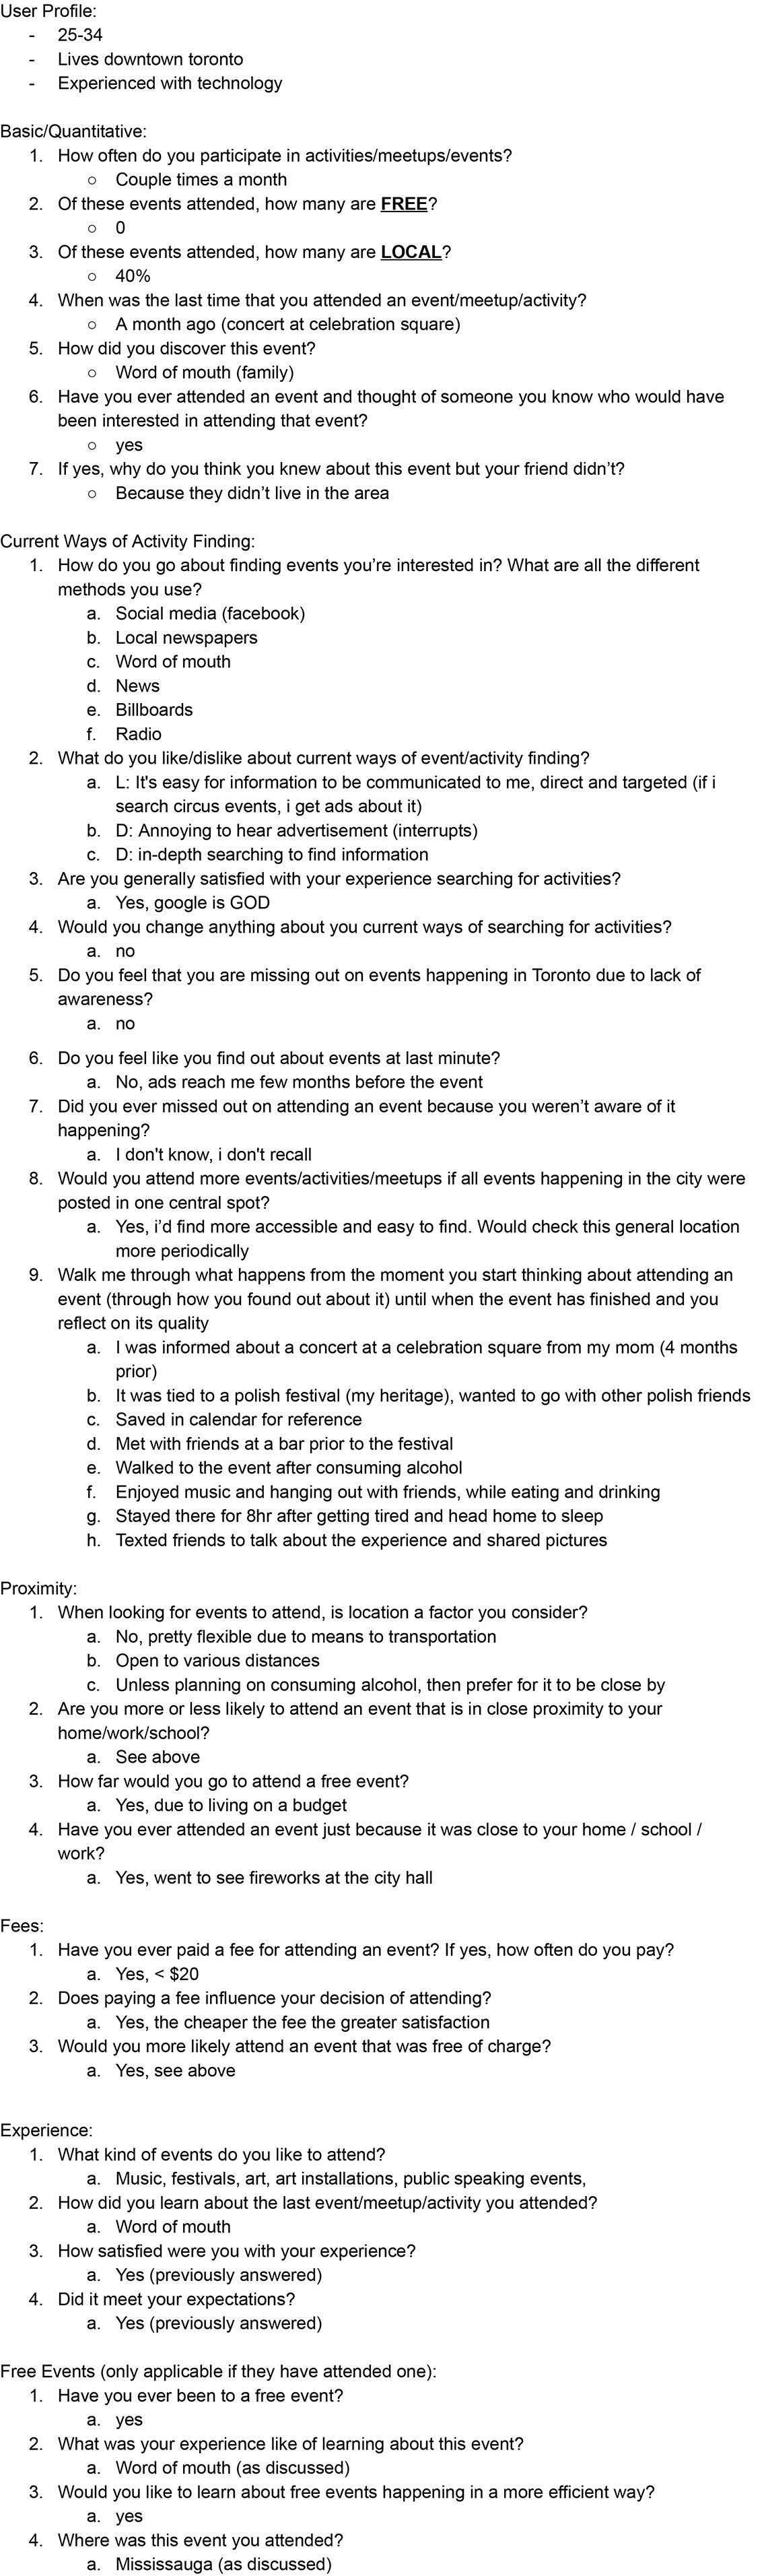 User Profile:
- 25-34
- Lives downtown toronto
- Experienced with technology
Basic/Quantitative:
1. How often do you participate in activities/meetups/events?
○ Couple times a month
2. Of these events attended, how many are FREE?
○ 0
3. Of these events attended, how many are LOCAL?
○ 40%
4. When was the last time that you attended an event/meetup/activity?
○ A month ago (concert at celebration square)
5. How did you discover this event?
○ Word of mouth (family)
6. Have you ever attended an event and thought of someone you know who would have
been interested in attending that event?
○ yes
7. If yes, why do you think you knew about this event but your friend didn’t?
○ Because they didn’t live in the area
Current Ways of Activity Finding:
1. How do you go about finding events you’re interested in? What are all the different
methods you use?
a. Social media (facebook)
b. Local newspapers
c. Word of mouth
d. News
e. Billboards
f. Radio
2. What do you like/dislike about current ways of event/activity finding?
a. L: It's easy for information to be communicated to me, direct and targeted (if i
search circus events, i get ads about it)
b. D: Annoying to hear advertisement (interrupts)
c. D: in-depth searching to find information
3. Are you generally satisfied with your experience searching for activities?
a. Yes, google is GOD
4. Would you change anything about you current ways of searching for activities?
a. no
5. Do you feel that you are missing out on events happening in Toronto due to lack of
awareness?
a. no
6. Do you feel like you find out about events at last minute?
a. No, ads reach me few months before the event
7. Did you ever missed out on attending an event because you weren’t aware of it
happening?
a. I don't know, i don't recall
8. Would you attend more events/activities/meetups if all events happening in the city were
posted in one central spot?
a. Yes, i’d find more accessible and easy to find. Would check this general location
more periodically
9. Walk me through what happens from the moment you start thinking about attending an
event (through how you found out about it) until when the event has finished and you
reflect on its quality
a. I was informed about a concert at a celebration square from my mom (4 months
prior)
b. It was tied to a polish festival (my heritage), wanted to go with other polish friends
c. Saved in calendar for reference
d. Met with friends at a bar prior to the festival
e. Walked to the event after consuming alcohol
f. Enjoyed music and hanging out with friends, while eating and drinking
g. Stayed there for 8hr after getting tired and head home to sleep
h. Texted friends to talk about the experience and shared pictures
Proximity:
1. When looking for events to attend, is location a factor you consider?
a. No, pretty flexible due to means to transportation
b. Open to various distances
c. Unless planning on consuming alcohol, then prefer for it to be close by
2. Are you more or less likely to attend an event that is in close proximity to your
home/work/school?
a. See above
3. How far would you go to attend a free event?
a. Yes, due to living on a budget
4. Have you ever attended an event just because it was close to your home / school /
work?
a. Yes, went to see fireworks at the city hall
Fees:
1. Have you ever paid a fee for attending an event? If yes, how often do you pay?
a. Yes, < $20
2. Does paying a fee influence your decision of attending?
a. Yes, the cheaper the fee the greater satisfaction
3. Would you more likely attend an event that was free of charge?
a. Yes, see above
Experience:
1. What kind of events do you like to attend?
a. Music, festivals, art, art installations, public speaking events,
2. How did you learn about the last event/meetup/activity you attended?
a. Word of mouth
3. How satisfied were you with your experience?
a. Yes (previously answered)
4. Did it meet your expectations?
a. Yes (previously answered)
Free Events (only applicable if they have attended one):
1. Have you ever been to a free event?
a. yes
2. What was your experience like of learning about this event?
a. Word of mouth (as discussed)
3. Would you like to learn about free events happening in a more efficient way?
a. yes
4. Where was this event you attended?
a. Mississauga (as discussed)